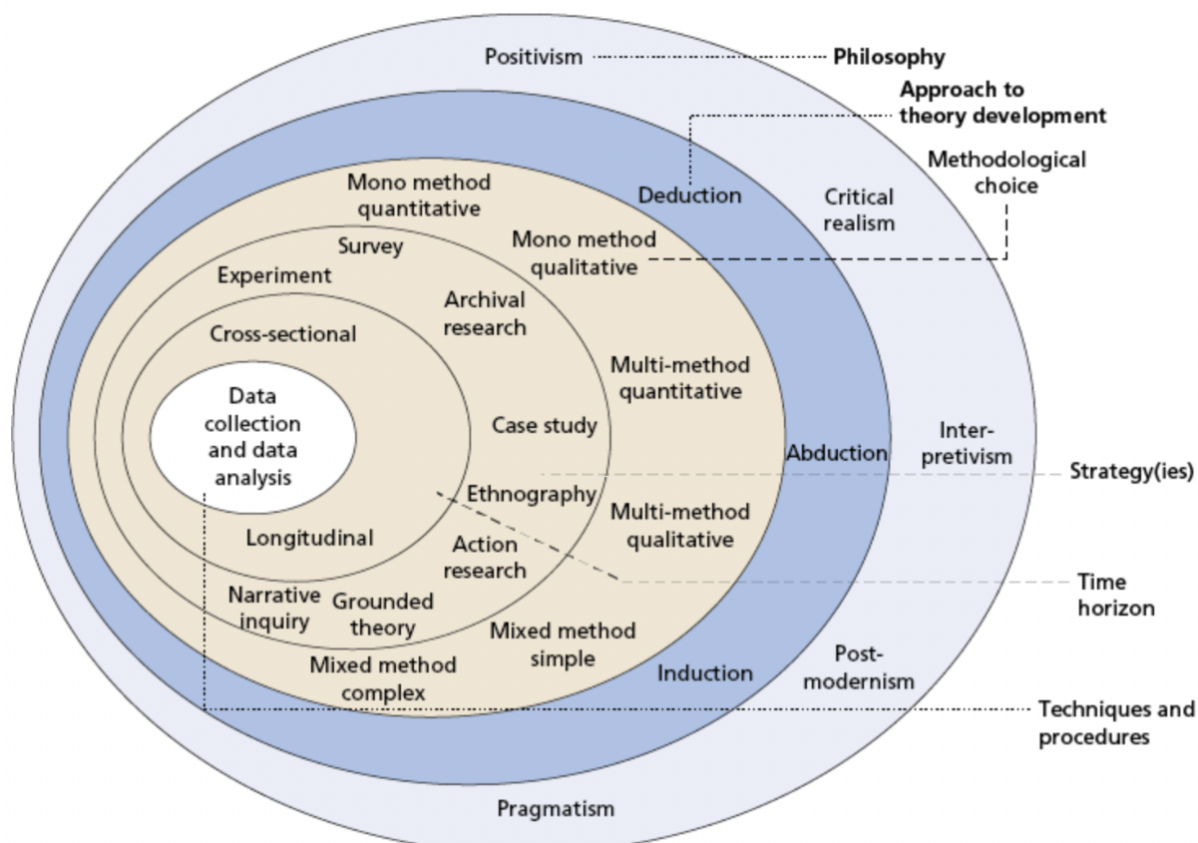 Positivism
Philosophy
Approach to
theory development
Methodological
choice
Mono method
quantitative
Deduction
Critical
realism
Survey
Mono method
qualitative
Experiment
Archival
research
Cross-sectional
Multi-method
quantitative
Data
collection
and data
analysis
Case study
Abduction
Inter-
pretivism
Strategy(ies)
Ethnography
Multi-method
qualitative
Longitudinal
Action
research
Time
horizon
Narrative
inquiry
Grounded
theory
Mixed method
simple
Mixed method
complex
Induction
Post-
modernism
Techniques and
procedures
Pragmatism